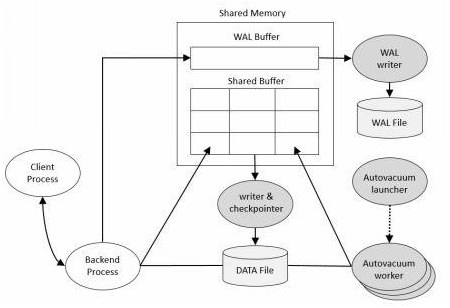 Shared Memory
WAL Buffer
WAL
writer
Shared Buffer
WAL File
Client
Process
Autovacuum
launcher
writer &
checkpointer
Backend
Process
DATA File
Autovacuum
worker